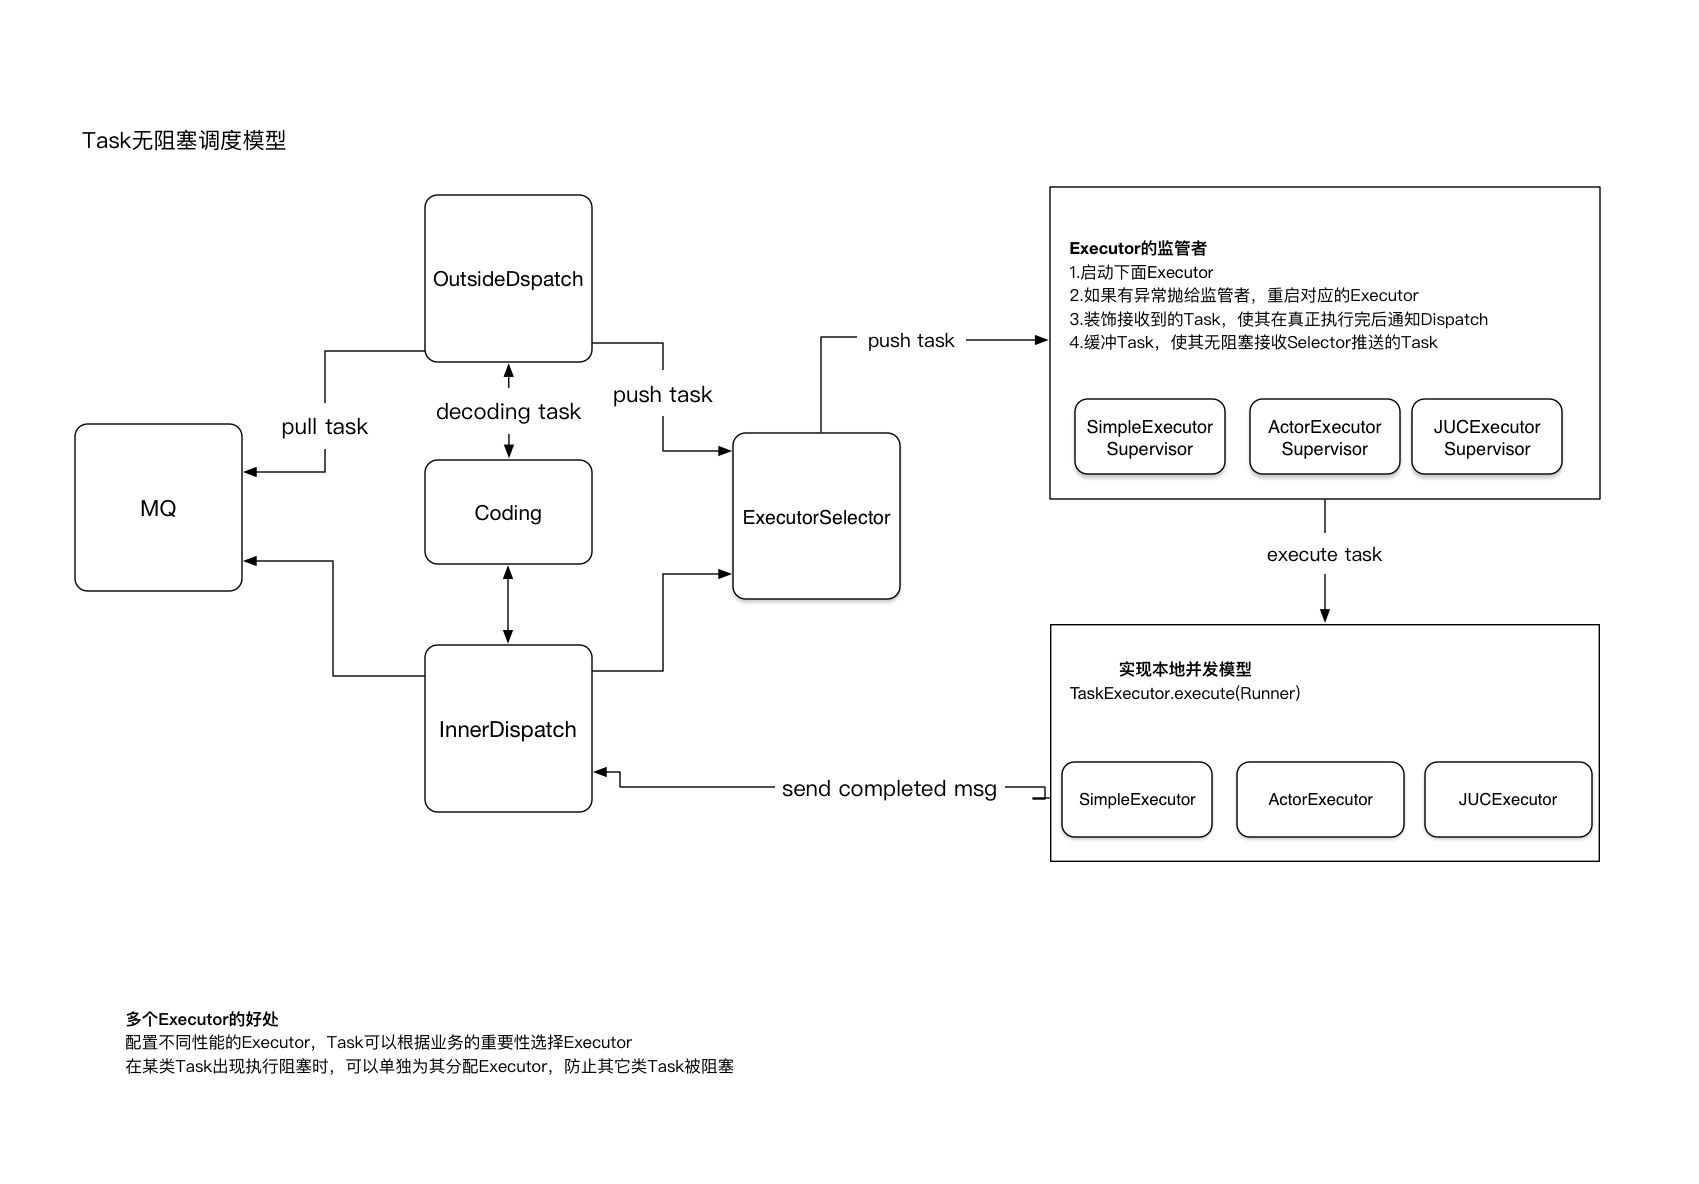 Task无阻塞调度模型
OutsideDspatch
pull task
decoding task
push task
MQ
Coding
ExecutorSelector
InnerDispatch
push task
Executor的监管者
1.启动下面Executor
2.如果有异常抛给监管者，重启对应的Executor
3.装饰接收到的Task，使其在真正执行完后通知Dispatch
4.缓冲Task，使其无阻塞接收Selector推送的Task
SimpleExecutor
Supervisor
ActorExecutor
Supervisor
JUCExecutor
Supervisor
execute task
实现本地并发模型
TaskExecutor.execute(Runner)
SimpleExecutor
ActorExecutor
JUCExecutor
send completed msg
多个Executor的好处
配置不同性能的Executor，Task可以根据业务的重要性选择Executor
在某类Task出现执行阻塞时，可以单独为其分配Executor，防止其它类Task被阻塞